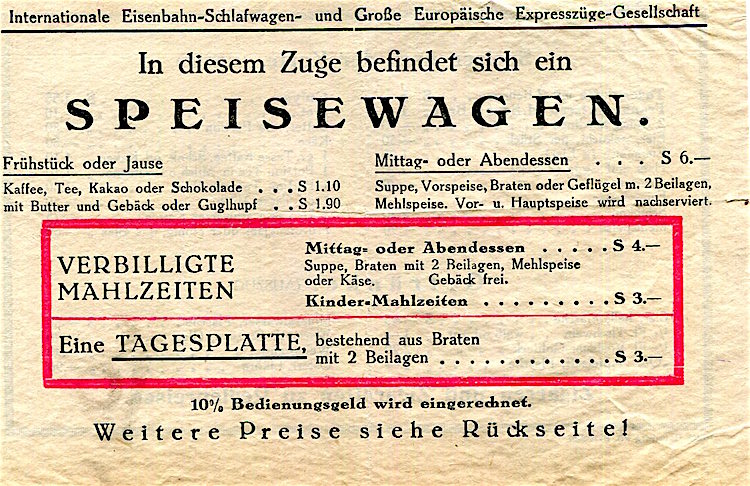 Internationale Eisenbahn-Schlafwagen- und Große Europäische Expresszüge-Gesellschaft
In diesem Zuge befindet sich ein
SPEISEWAGEN.
Frühstück oder Jause
Kaffee, Tee, Kakao oder Schokolade . . . S 1.10
mit Butter und Gebäck oder Guglhupf . . S 1.90
Mittag- oder Abendessen . . . S 6.—
Suppe, Vorspeise, Braten oder Geflügel m. 2 Beilagen,
Mehlspeise. Vor- u. Hauptspeise wird nachserviert.
VERBILLIGTE
MAHLZEITEN
Mittag- oder Abendessen . . . . . S 4.—
Suppe, Braten mit 2 Beilagen, Mehlspeise
oder Käse. Gebäck frei.
Kinder-Mahlzeiten . . . . . . . . . . S 3.—
Eine TAGESPLATTE, bestehend aus Braten
mit 2 Beilagen . . . . . . . . . . . . S 3.—
10% Bedienungsgeld wird eingerechnet.
Weitere Preise siehe Rückseite!